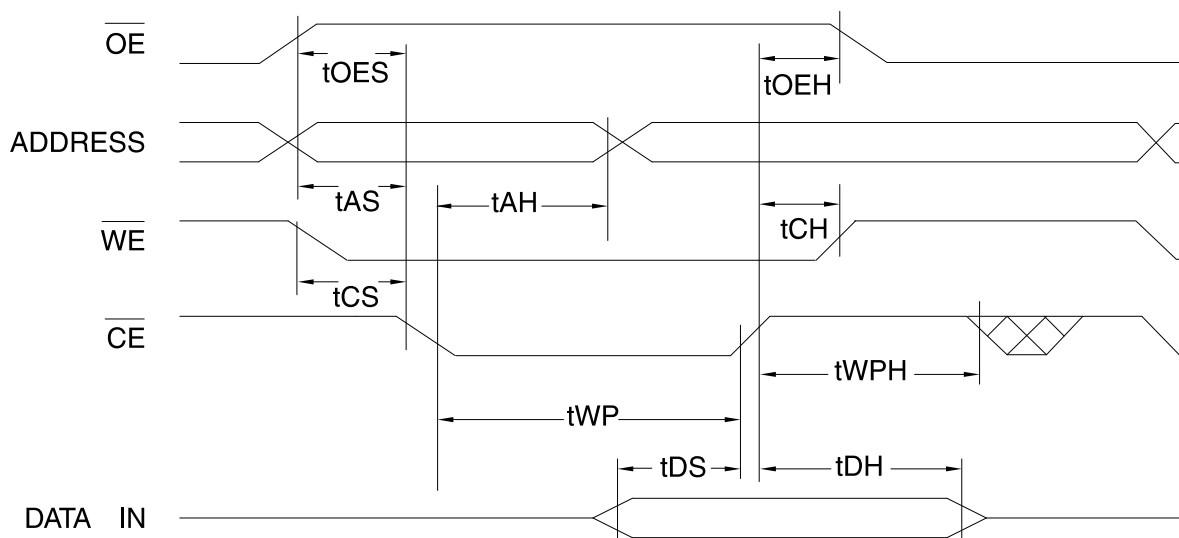 OE
tOES
tOEH
ADDRESS
tAS
tAH
tCH
WE
tCS
CE
tWPH
tWP
tDS
tDH
DATA IN